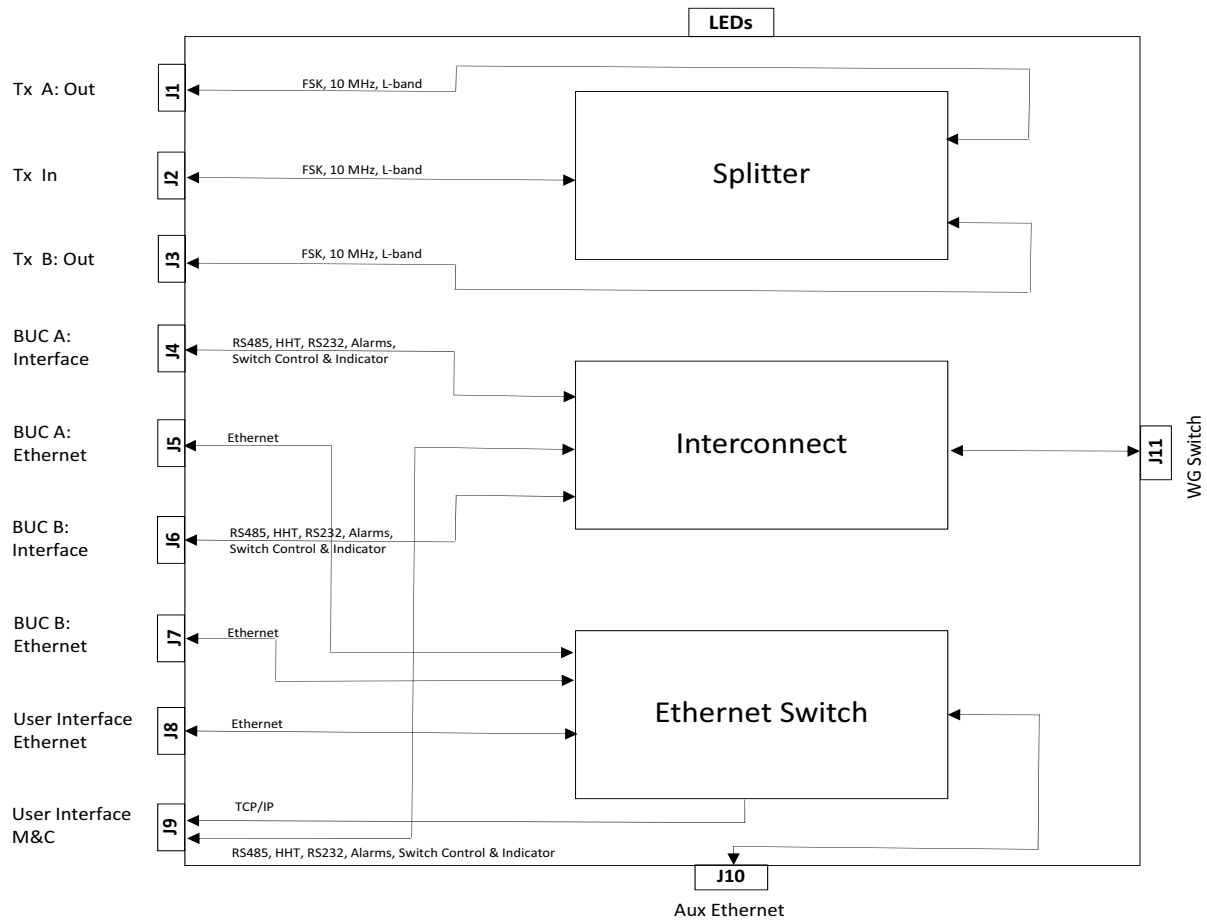 LEDs
Tx A: Out
J1
FSK, 10 MHz, L-band
Splitter
Tx In
J2
FSK, 10 MHz, L-band
Tx B: Out
J3
FSK, 10 MHz, L-band
BUC A:
Interface
J4
RS485, HHT, RS232, Alarms,
Switch Control & Indicator
Interconnect
BUC A:
Ethernet
J5
Ethernet
J11
WG Switch
BUC B:
Interface
J6
RS485, HHT, RS232, Alarms,
Switch Control & Indicator
BUC B:
Ethernet
J7
Ethernet
Ethernet Switch
User Interface
Ethernet
J8
Ethernet
User Interface
M&C
J9
TCP/IP
RS485, HHT, RS232, Alarms, Switch Control & Indicator
J10
Aux Ethernet